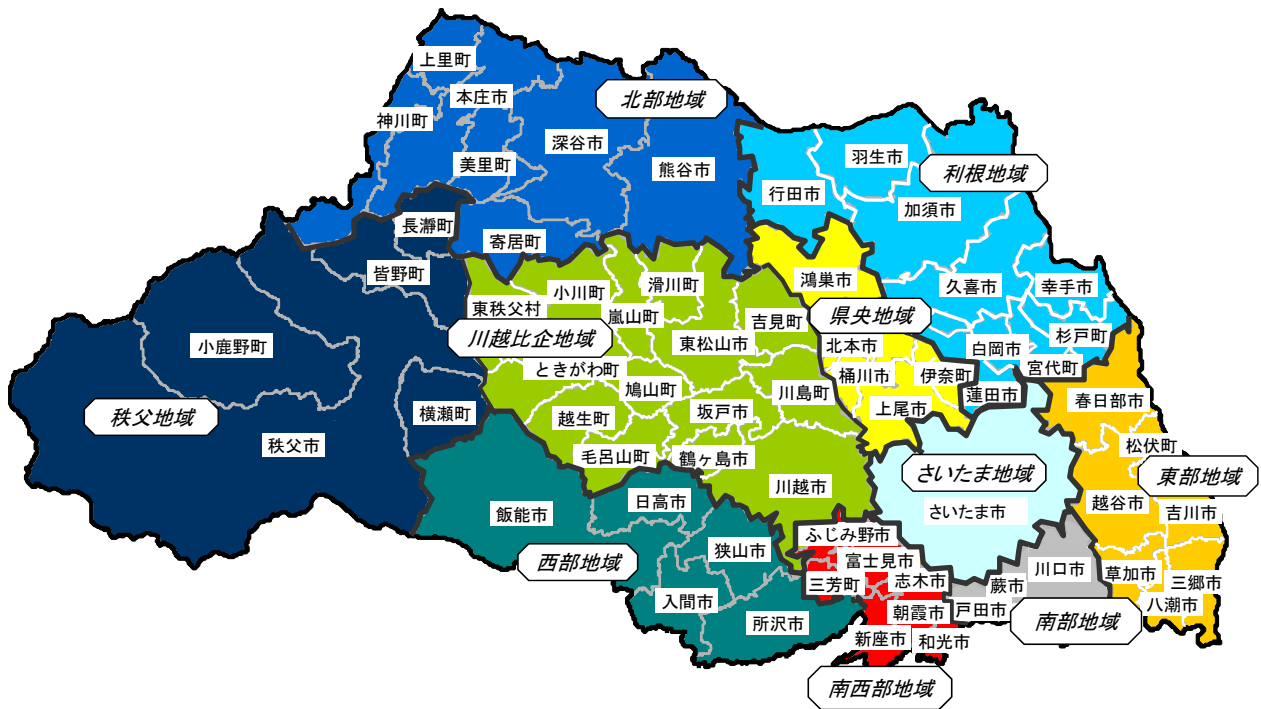 上里町
本庄市
北部地域
神川町
深谷市
美里町
熊谷市
羽生市
利根地域
行田市
加須市
長瀞町
寄居町
皆野町
鴻巣市
久喜市
幸手市
小川町
滑川町
東秩父村
嵐山町
吉見町
県央地域
川越比企地域
東松山市
杉戸町
小鹿野町
北本市
白岡市
宮代町
ときがわ町
桶川市
伊奈町
鳩山町
川島町
蓮田市
春日部市
秩父地域
横瀬町
越生町
坂戸市
上尾市
秩父市
松伏町
毛呂山町
鶴ヶ島市
さいたま地域
東部地域
川越市
日高市
越谷市
飯能市
さいたま市
吉川市
ふじみ野市
狭山市
西部地域
富士見市
川口市
草加市
三芳町
志木市
蕨市
三郷市
入間市
朝霞市
戸田市
八潮市
所沢市
南部地域
新座市
和光市
南西部地域